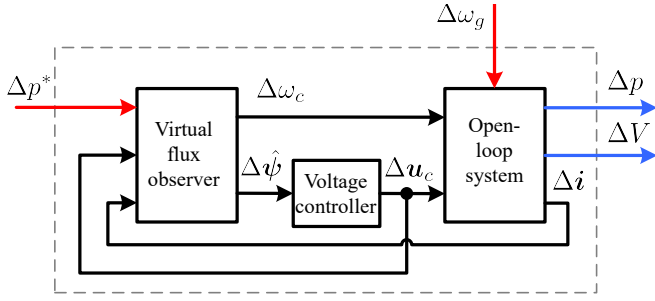 Δω_g
Δp*
Δω_c
Δp
Virtual
flux
observer
Open-
loop
system
ΔV
Δψ̂
Voltage
controller
Δu_c
Δi